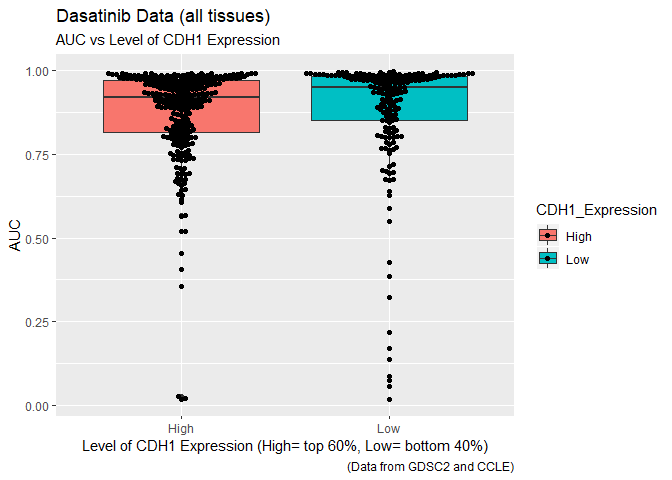 Dasatinib Data (all tissues)
AUC vs Level of CDH1 Expression
1.00
0.75
0.50
0.25
0.00
AUC
High
Low
Level of CDH1 Expression (High= top 60%, Low= bottom 40%)
(Data from GDSC2 and CCLE)
CDH1_Expression
High
Low